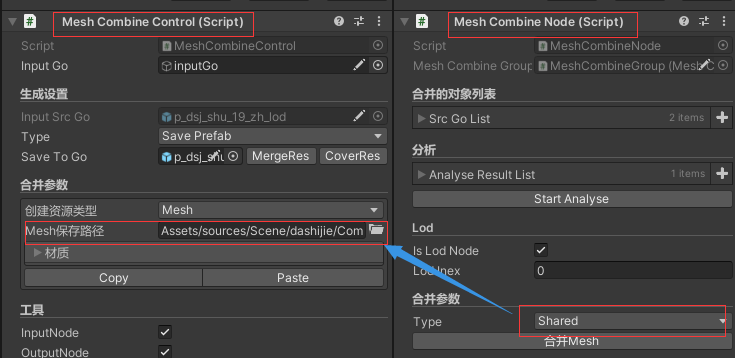 Mesh Combine Control (Script)
Script MeshCombineControl
Input Go inputGo
生成设置
Input Src Go p_dsj_shu_19_zh_lod
Type Save Prefab
Save To Go p_dsj_shu MergeRes CoverRes
合并参数
创建资源类型 Mesh
Mesh保存路径 Assets/sources/Scene/dashijie/Com
材质
Copy Paste
工具
InputNode
OutputNode
Mesh Combine Node (Script)
Script MeshCombineNode
Mesh Combine Group MeshCombineGroup (Mesh C
合并的对象列表
Src Go List 2 items
分析
Analyse Result List 1 items
Start Analyse
Lod
Is Lod Node
Lod Inex 0
合并参数
Type Shared
合并Mesh